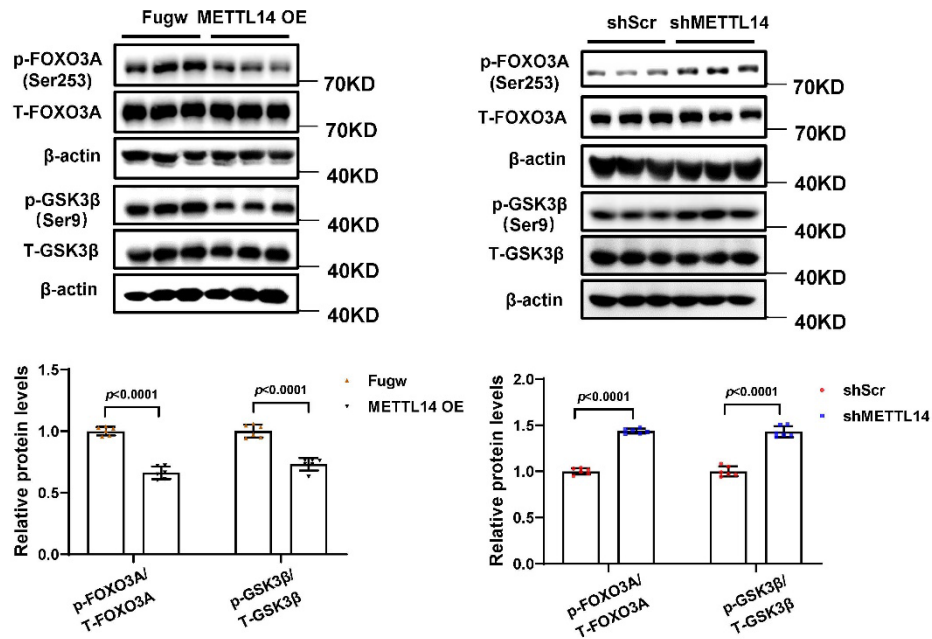 Fugw METTL14 OE
p-FOXO3A
(Ser253)
70KD
T-FOXO3A
70KD
β-actin
40KD
p-GSK3β
(Ser9)
40KD
T-GSK3β
40KD
β-actin
40KD
shScr shMETTL14
p-FOXO3A
(Ser253)
70KD
T-FOXO3A
70KD
β-actin
40KD
p-GSK3β
(Ser9)
40KD
T-GSK3β
40KD
β-actin
40KD
Relative protein levels
1.5
1.0
0.5
0.0
p<0.0001
p<0.0001
Fugw
METTL14 OE
p-FOXO3A/
T-FOXO3A
p-GSK3β/
T-GSK3β
Relative protein levels
2.0
1.5
1.0
0.5
0.0
p<0.0001
p<0.0001
shScr
shMETTL14
p-FOXO3A/
T-FOXO3A
p-GSK3β/
T-GSK3β